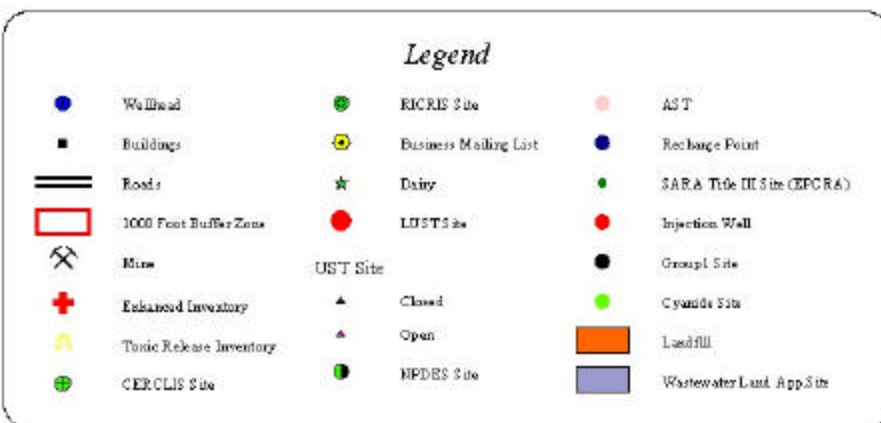 Legend
Wellhead
Buildings
Roads
1000 Foot Buffer Zone
Mine
Enhanced Inventory
Toxic Release Inventory
CERCLIS Site
RICRIS Site
Business Mailing List
Dairy
LUST Site
UST Site
Closed
Open
NPDES Site
AST
Recharge Point
SARA Title III Site (EPCRA)
Injection Well
Group1 Site
Cyanide Site
Landfill
Wastewater Land App.Site